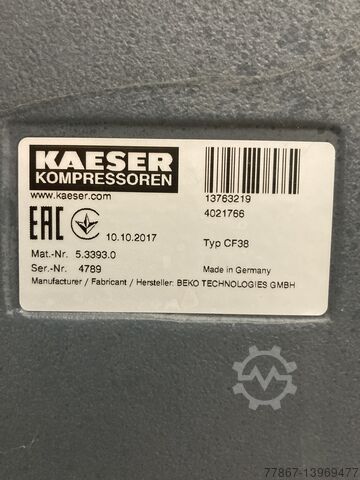 KAESER
KOMPRESSOREN
www.kaeser.com
13763219
4021766
EAC
10.10.2017
Typ CF38
Mat.-Nr. 5.3393.0
Ser.-Nr. 4789
Made in Germany
Manufacturer / Fabricant / Hersteller: BEKO TECHNOLOGIES GMBH
77867-13969477